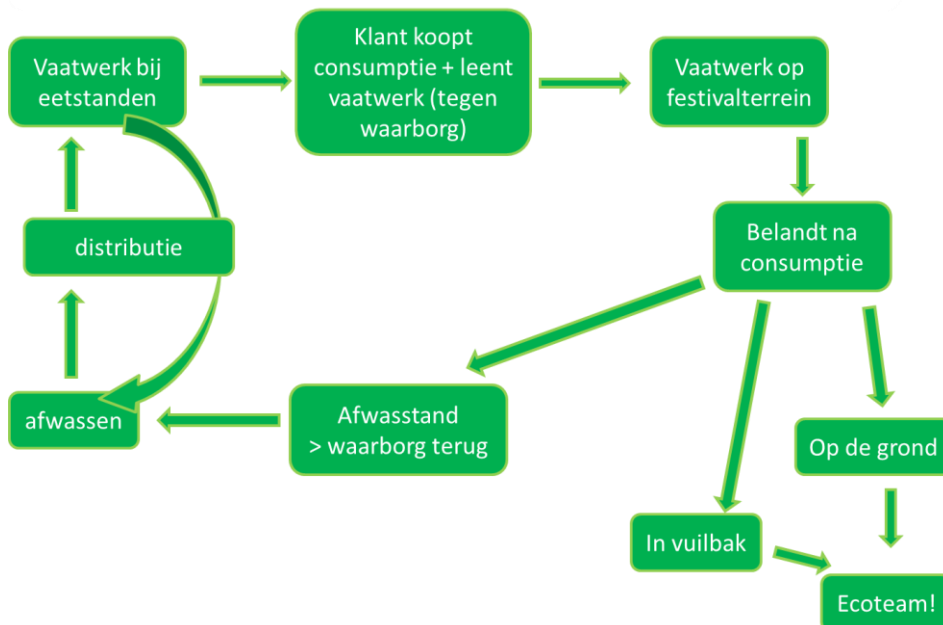 Vaatwerk bij
eetstanden
Klant koopt
consumptie + leent
vaatwerk (tegen
waarborg)
Vaatwerk op
festivalterrein
Belandt na
consumptie
distributie
afwassen
Afwasstand
> waarborg terug
Op de grond
In vuilbak
Ecoteam!